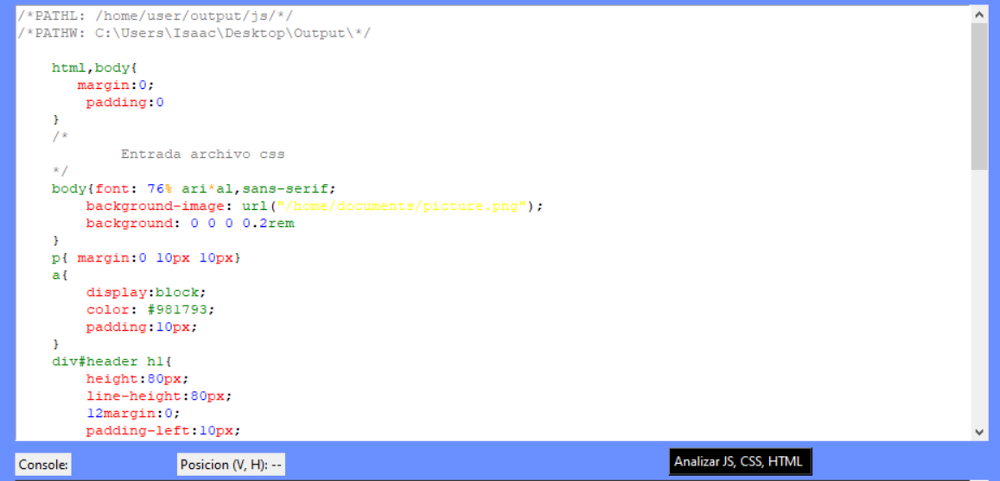 /*PATHL: /home/user/output/js/*/
/*PATHW: C:\Users\Isaac\Desktop\Output\*/
html,body{
margin:0;
padding:0
}
/*
Entrada archivo css
*/
body{font: 76% ari*al,sans-serif;
background-image: url("/home/documents/picture.png");
background: 0 0 0 0.2rem
}
p{ margin:0 10px 10px}
a{
display:block;
color: #981793;
padding:10px;
}
div#header h1{
height:80px;
line-height:80px;
12margin:0;
padding-left:10px;
Console:
Posicion (V, H): --
Analizar JS, CSS, HTML